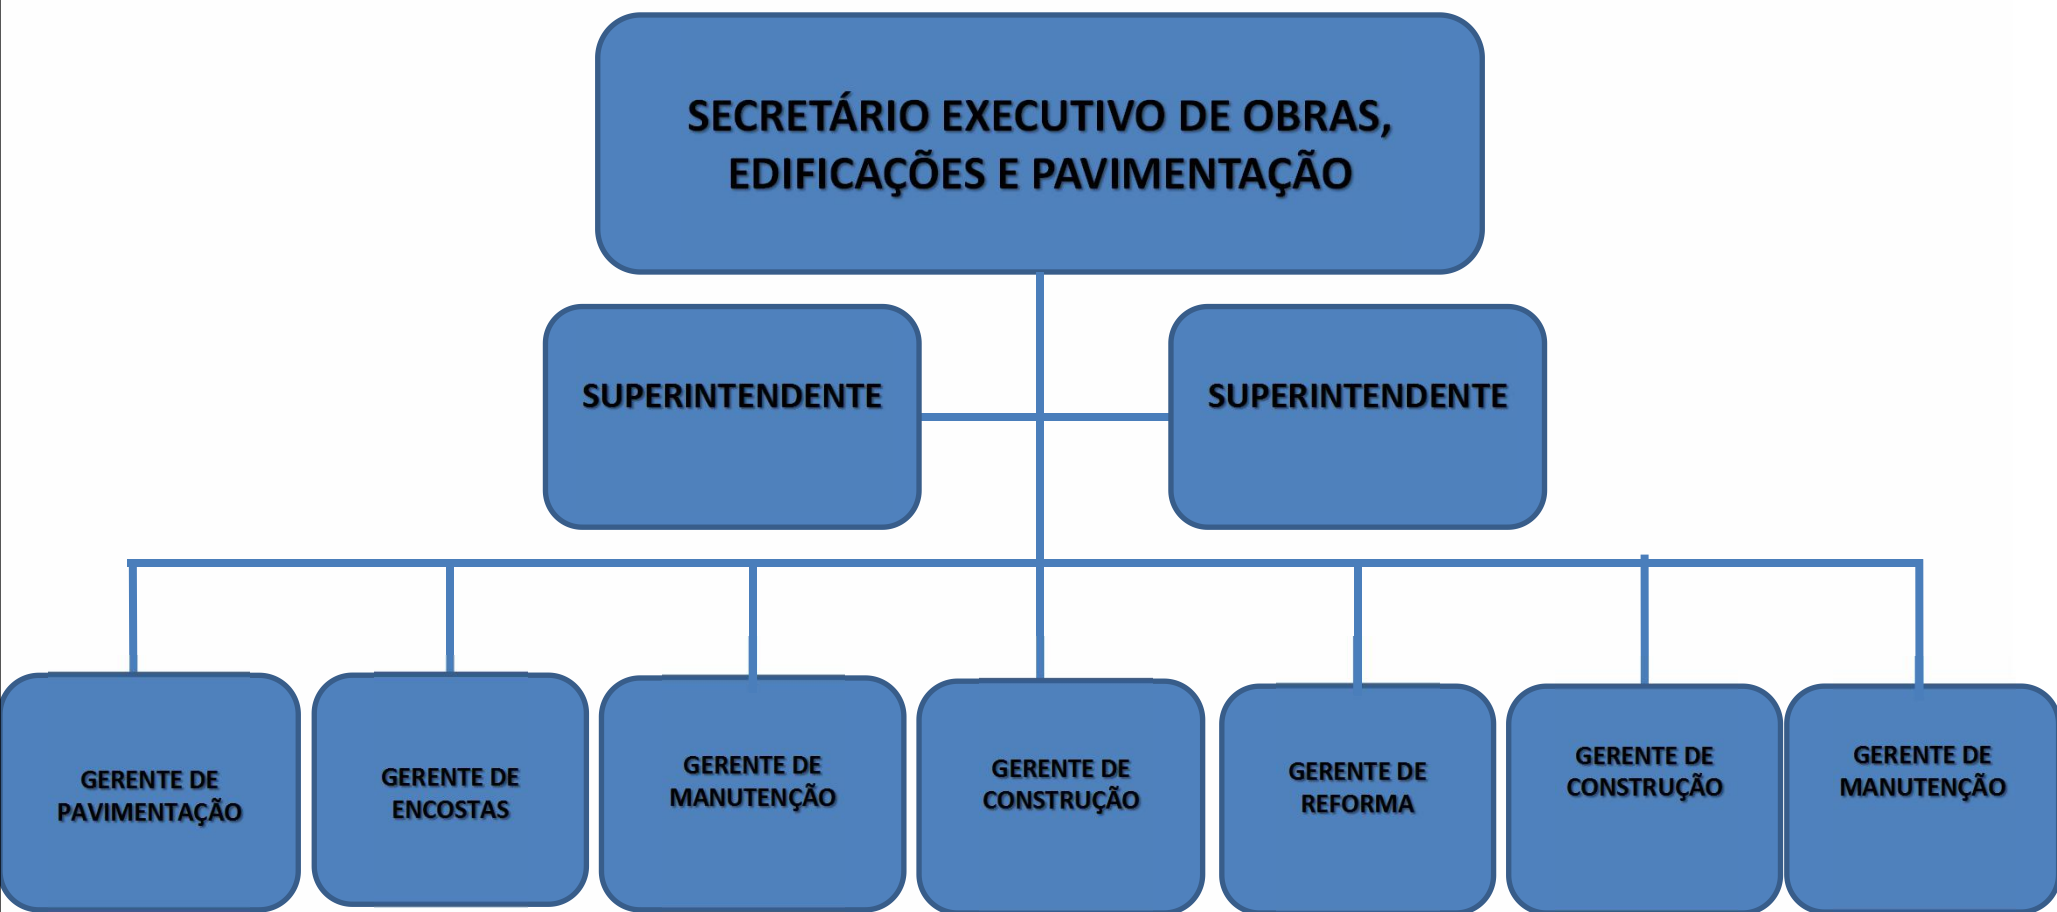 SECRETÁRIO EXECUTIVO DE OBRAS,
EDIFICAÇÕES E PAVIMENTAÇÃO
SUPERINTENDENTE
SUPERINTENDENTE
GERENTE DE
PAVIMENTAÇÃO
GERENTE DE
ENCOSTAS
GERENTE DE
MANUTENÇÃO
GERENTE DE
CONSTRUÇÃO
GERENTE DE
REFORMA
GERENTE DE
CONSTRUÇÃO
GERENTE DE
MANUTENÇÃO